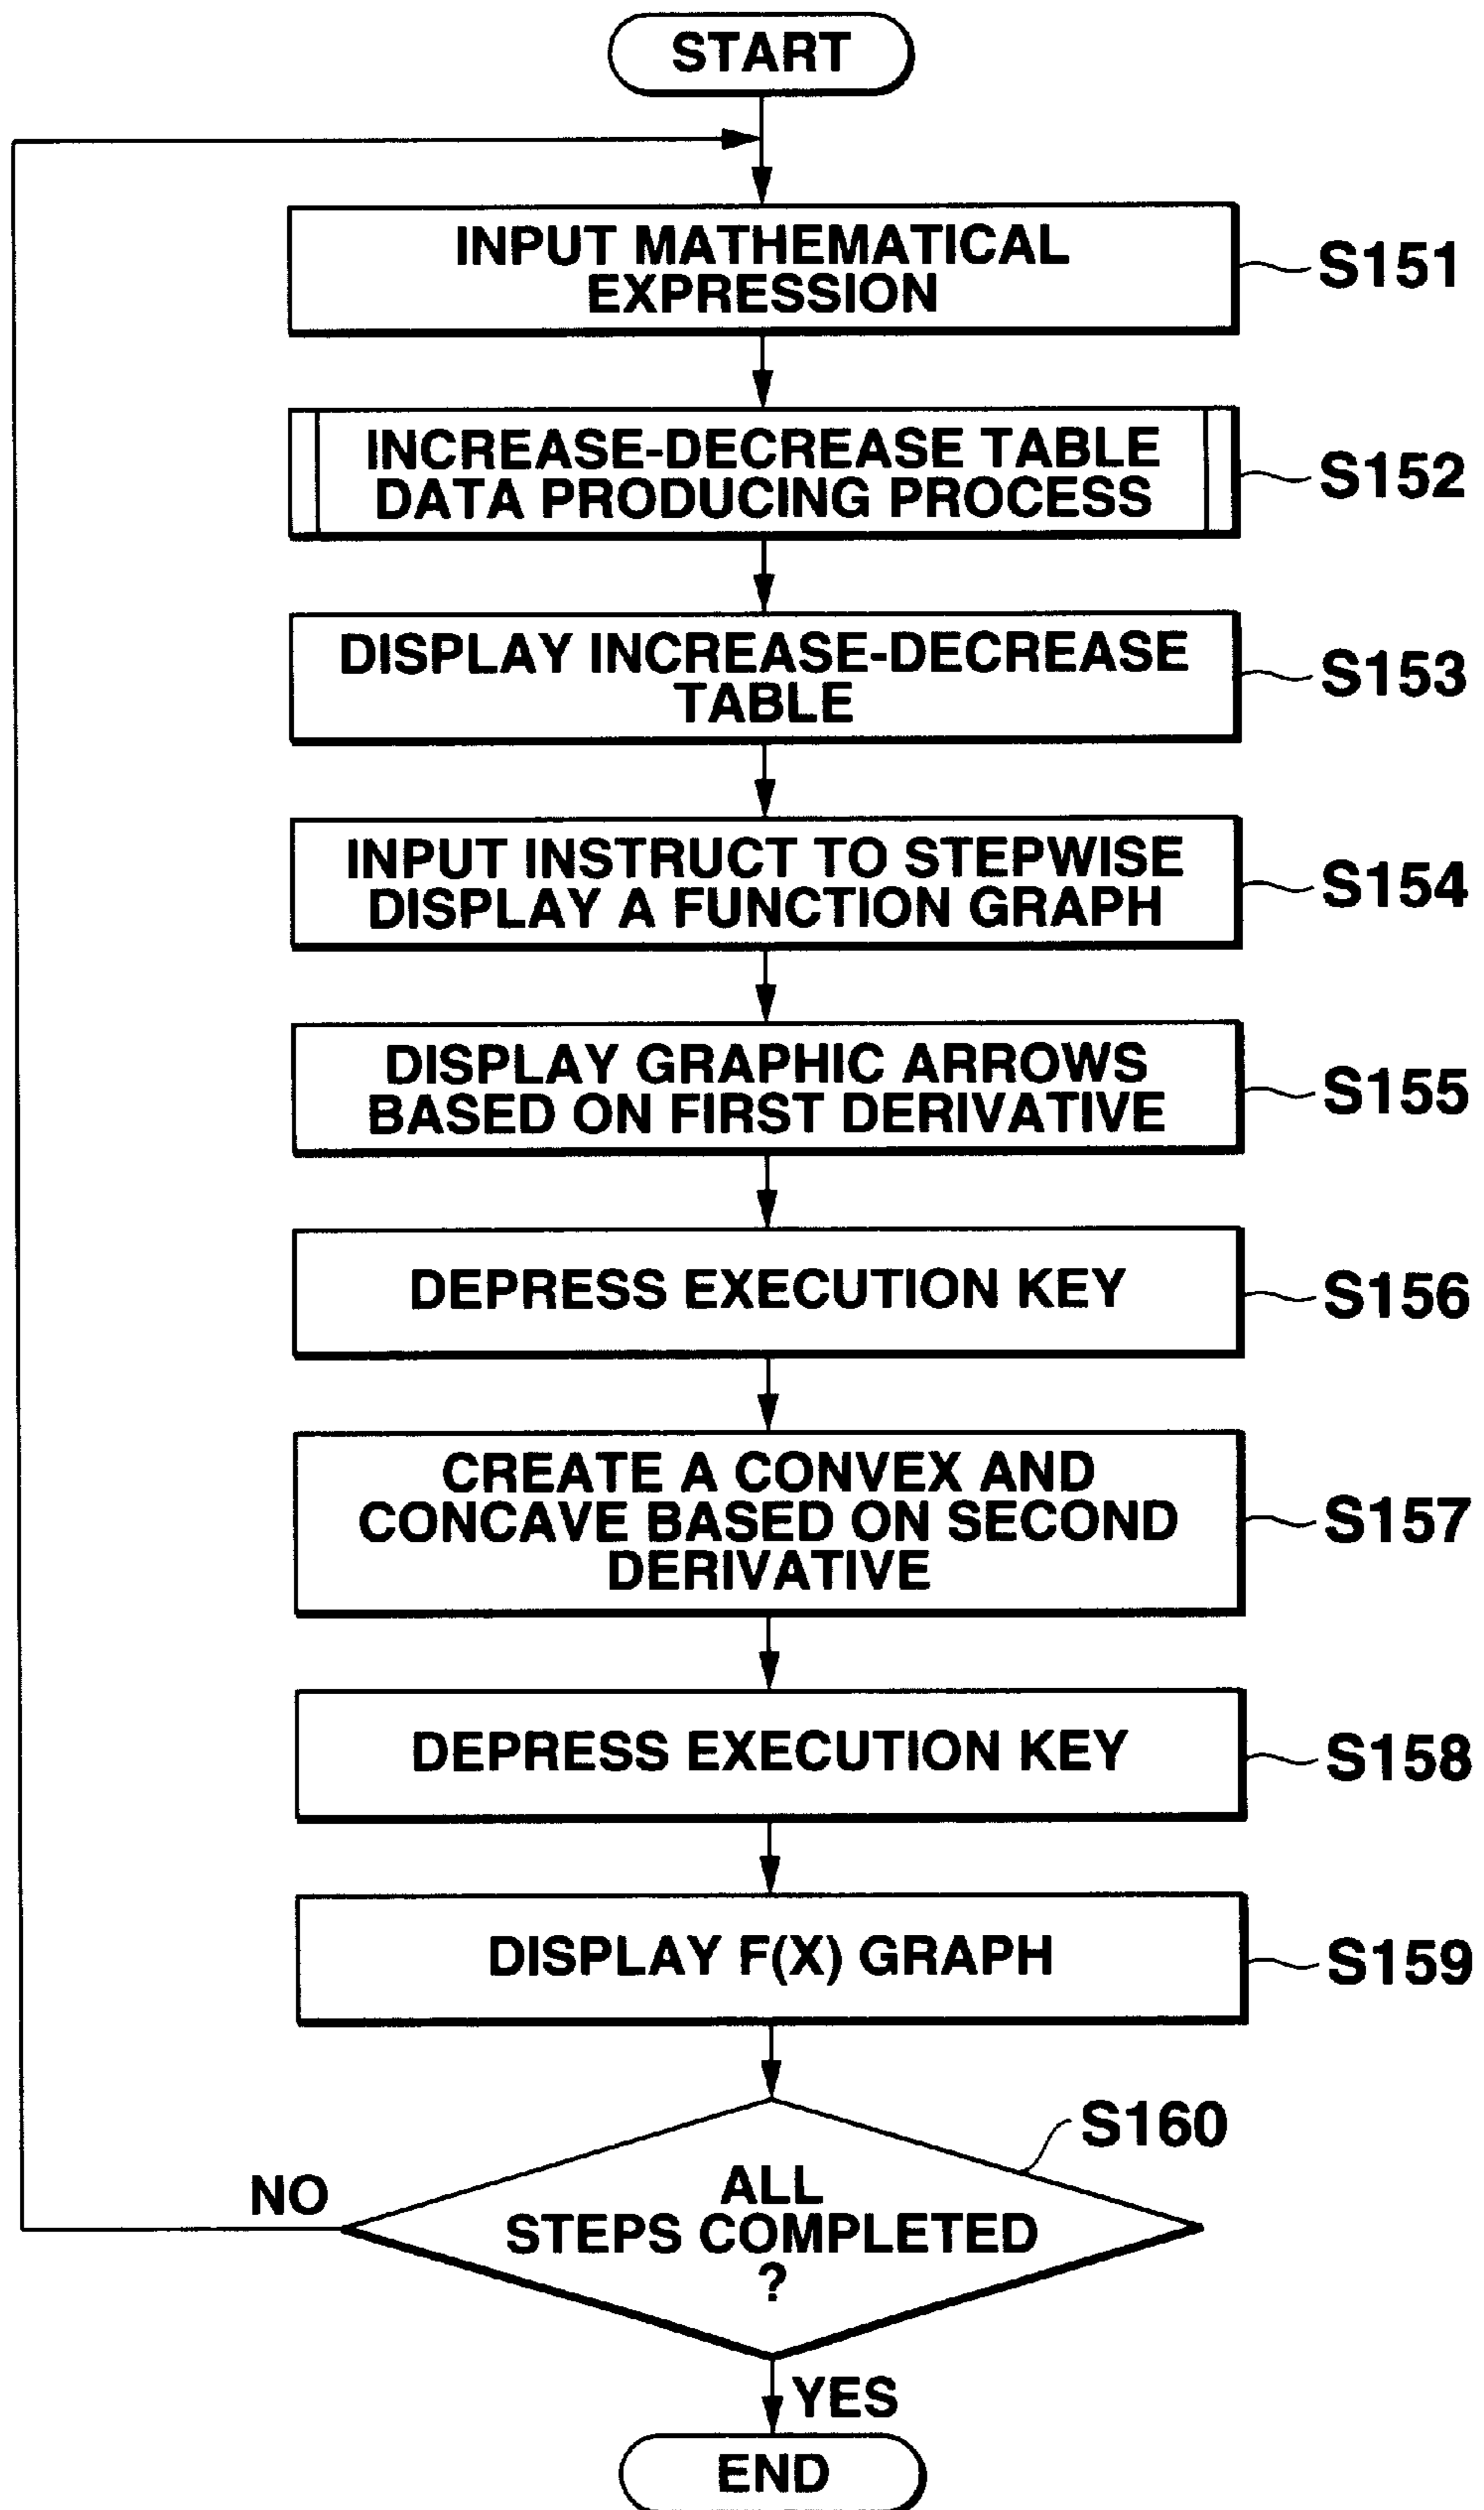 START
INPUT MATHEMATICAL
EXPRESSION
S151
INCREASE-DECREASE TABLE
DATA PRODUCING PROCESS
S152
DISPLAY INCREASE-DECREASE
TABLE
S153
INPUT INSTRUCT TO STEPWISE
DISPLAY A FUNCTION GRAPH
S154
DISPLAY GRAPHIC ARROWS
BASED ON FIRST DERIVATIVE
S155
DEPRESS EXECUTION KEY
S156
CREATE A CONVEX AND
CONCAVE BASED ON SECOND
DERIVATIVE
S157
DEPRESS EXECUTION KEY
S158
DISPLAY F(X) GRAPH
S159
S160
ALL
STEPS COMPLETED
?
NO
YES
END